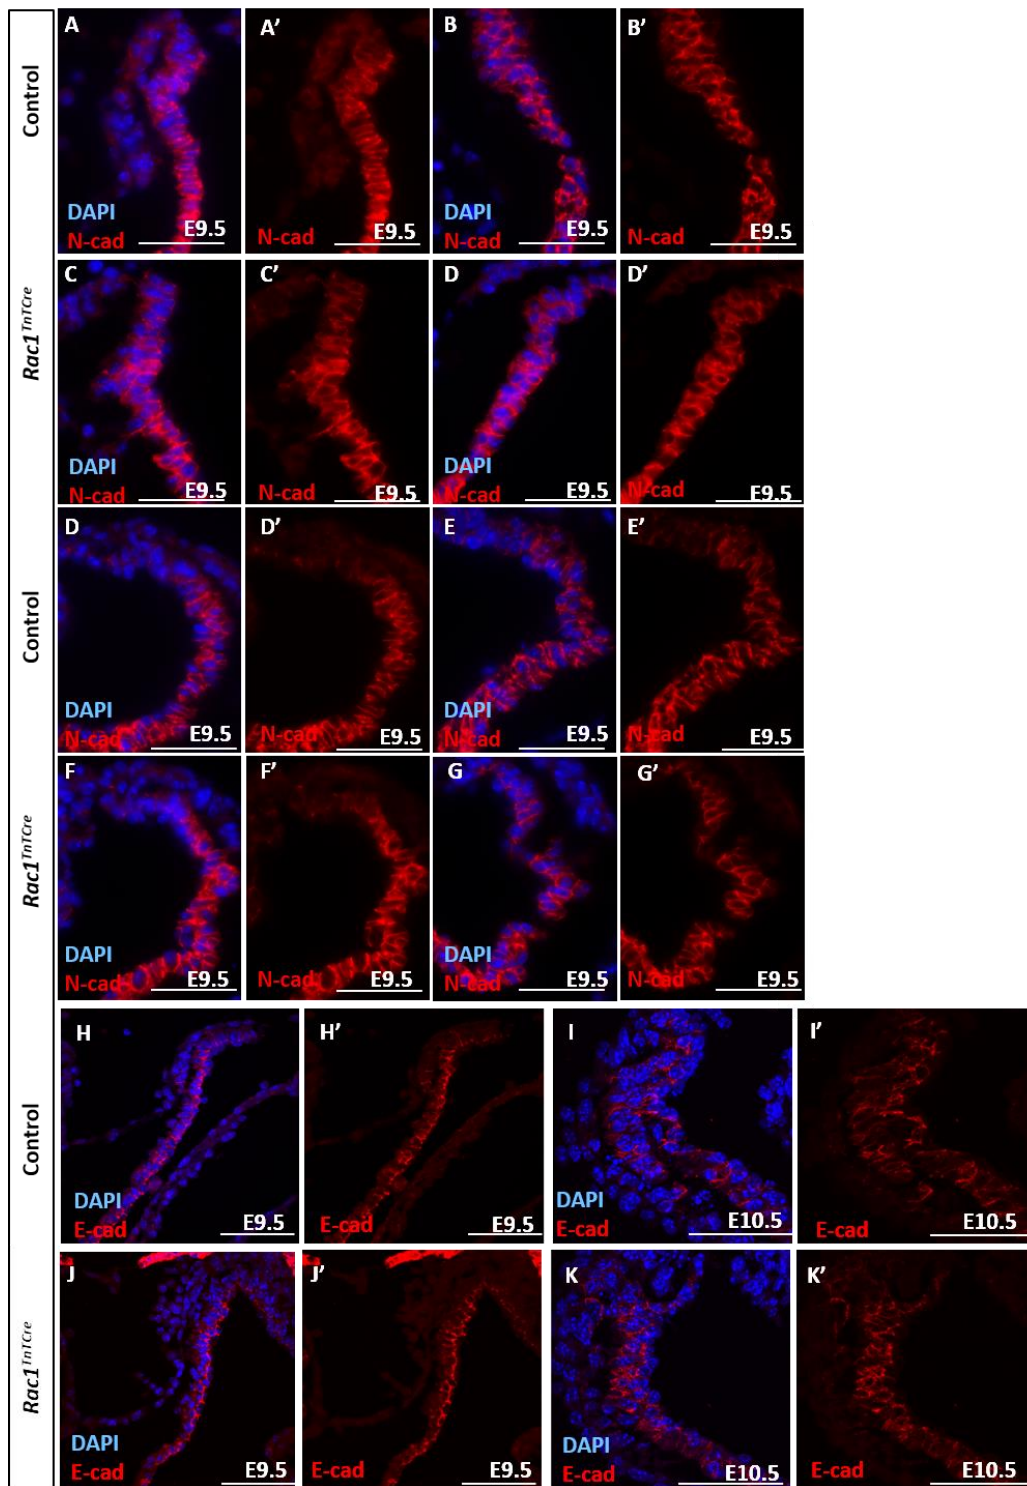 Control
A
DAPI
N-cad
E9.5
A’
N-cad
E9.5
B
DAPI
N-cad
E9.5
B’
N-cad
E9.5
Rac1TnTCre
C
DAPI
N-cad
E9.5
C’
N-cad
E9.5
D
DAPI
N-cad
E9.5
D’
N-cad
E9.5
Control
D
DAPI
N-cad
E9.5
D’
N-cad
E9.5
E
DAPI
N-cad
E9.5
E’
N-cad
E9.5
Rac1TnTCre
F
DAPI
N-cad
E9.5
F’
N-cad
E9.5
G
DAPI
N-cad
E9.5
G’
N-cad
E9.5
Control
H
DAPI
E-cad
E9.5
H’
E-cad
E9.5
I
DAPI
E-cad
E10.5
I’
E-cad
E10.5
Rac1TnTCre
J
DAPI
E-cad
E9.5
J’
E-cad
E9.5
K
DAPI
E-cad
E10.5
K’
E-cad
E10.5